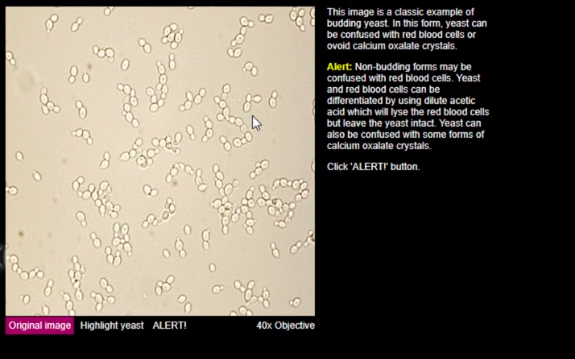 This image is a classic example of
budding yeast. In this form, yeast can
be confused with red blood cells or
ovoid calcium oxalate crystals.
Alert: Non-budding forms may be
confused with red blood cells. Yeast
and red blood cells can be
differentiated by using dilute acetic
acid which will lyse the red blood cells
but leave the yeast intact. Yeast can
also be confused with some forms of
calcium oxalate crystals.
Click 'ALERT!' button.
Original image Highlight yeast ALERT! 40x Objective